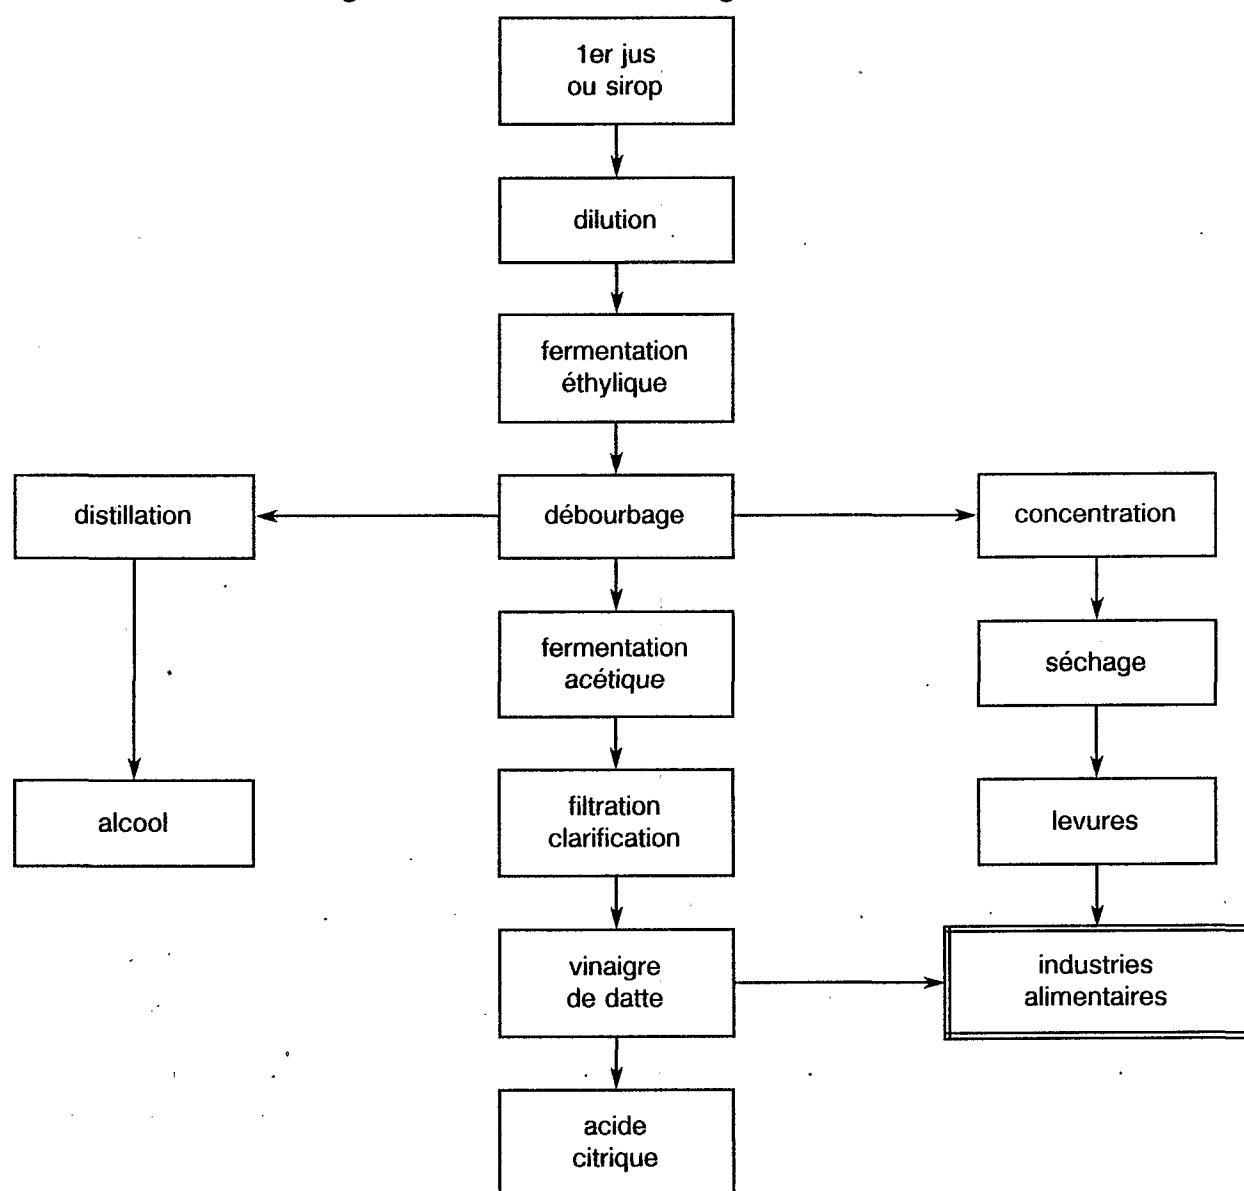 1er jus
ou sirop
dilution
fermentation
éthylique
distillation
débourbage
concentration
fermentation
acétique
séchage
alcool
filtration
clarification
levures
vinaigre
de datte
industries
alimentaires
acide
citrique